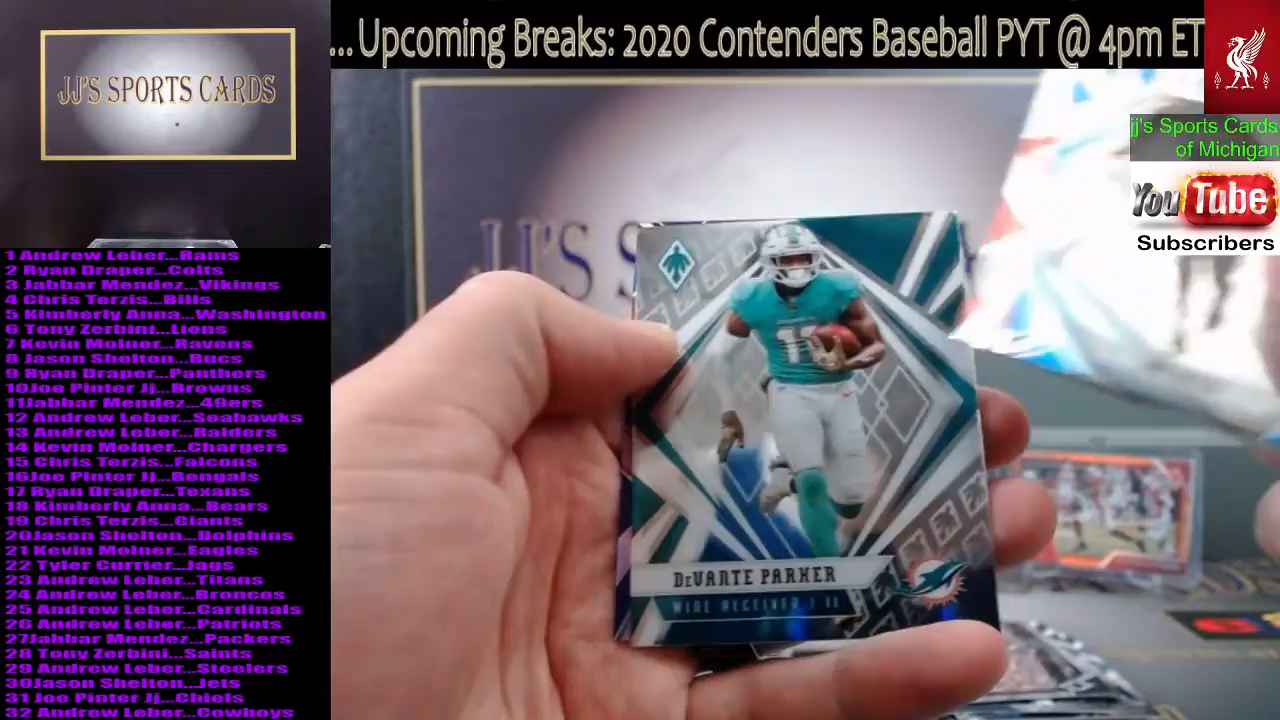 ...Upcoming Breaks: 2020 Contenders Baseball PYT @ 4pm ET
JJ'S SPORTS CARDS
jj's Sports Cards
of Michigan
YouTube
Subscribers
JJ'S S
1 Andrew Leber...Rams
2 Ryan Draper...Colts
3 Jabbar Mendez...Vikings
4 Chris Terzis...Bills
5 Kimberly Anna...Washington
6 Tony Zerbini...Lions
7 Kevin Molner...Ravens
8 Jason Shelton...Bucs
9 Ryan Draper...Panthers
10Joe Pinter Jj...Browns
11Jabbar Mendez...49ers
12 Andrew Leber...Seahawks
13 Andrew Leber...Raiders
14 Kevin Molner...Chargers
15 Chris Terzis...Falcons
16Joe Pinter Jj...Bengals
17 Ryan Draper...Texans
18 Kimberly Anna...Bears
19 Chris Terzis...Giants
20Jason Shelton...Dolphins
21 Kevin Molner...Eagles
22 Tyler Currier...Jags
23 Andrew Leber...Titans
24 Andrew Leber...Broncos
25 Andrew Leber...Cardinals
26 Andrew Leber...Patriots
27Jabbar Mendez...Packers
28 Tony Zerbini...Saints
29 Andrew Leber...Steelers
30Jason Shelton...Jets
31 Joe Pinter Jj...Chiefs
32 Andrew Leber...Cowboys
11
DEVANTE PARKER
WIDE RECEIVER | 11